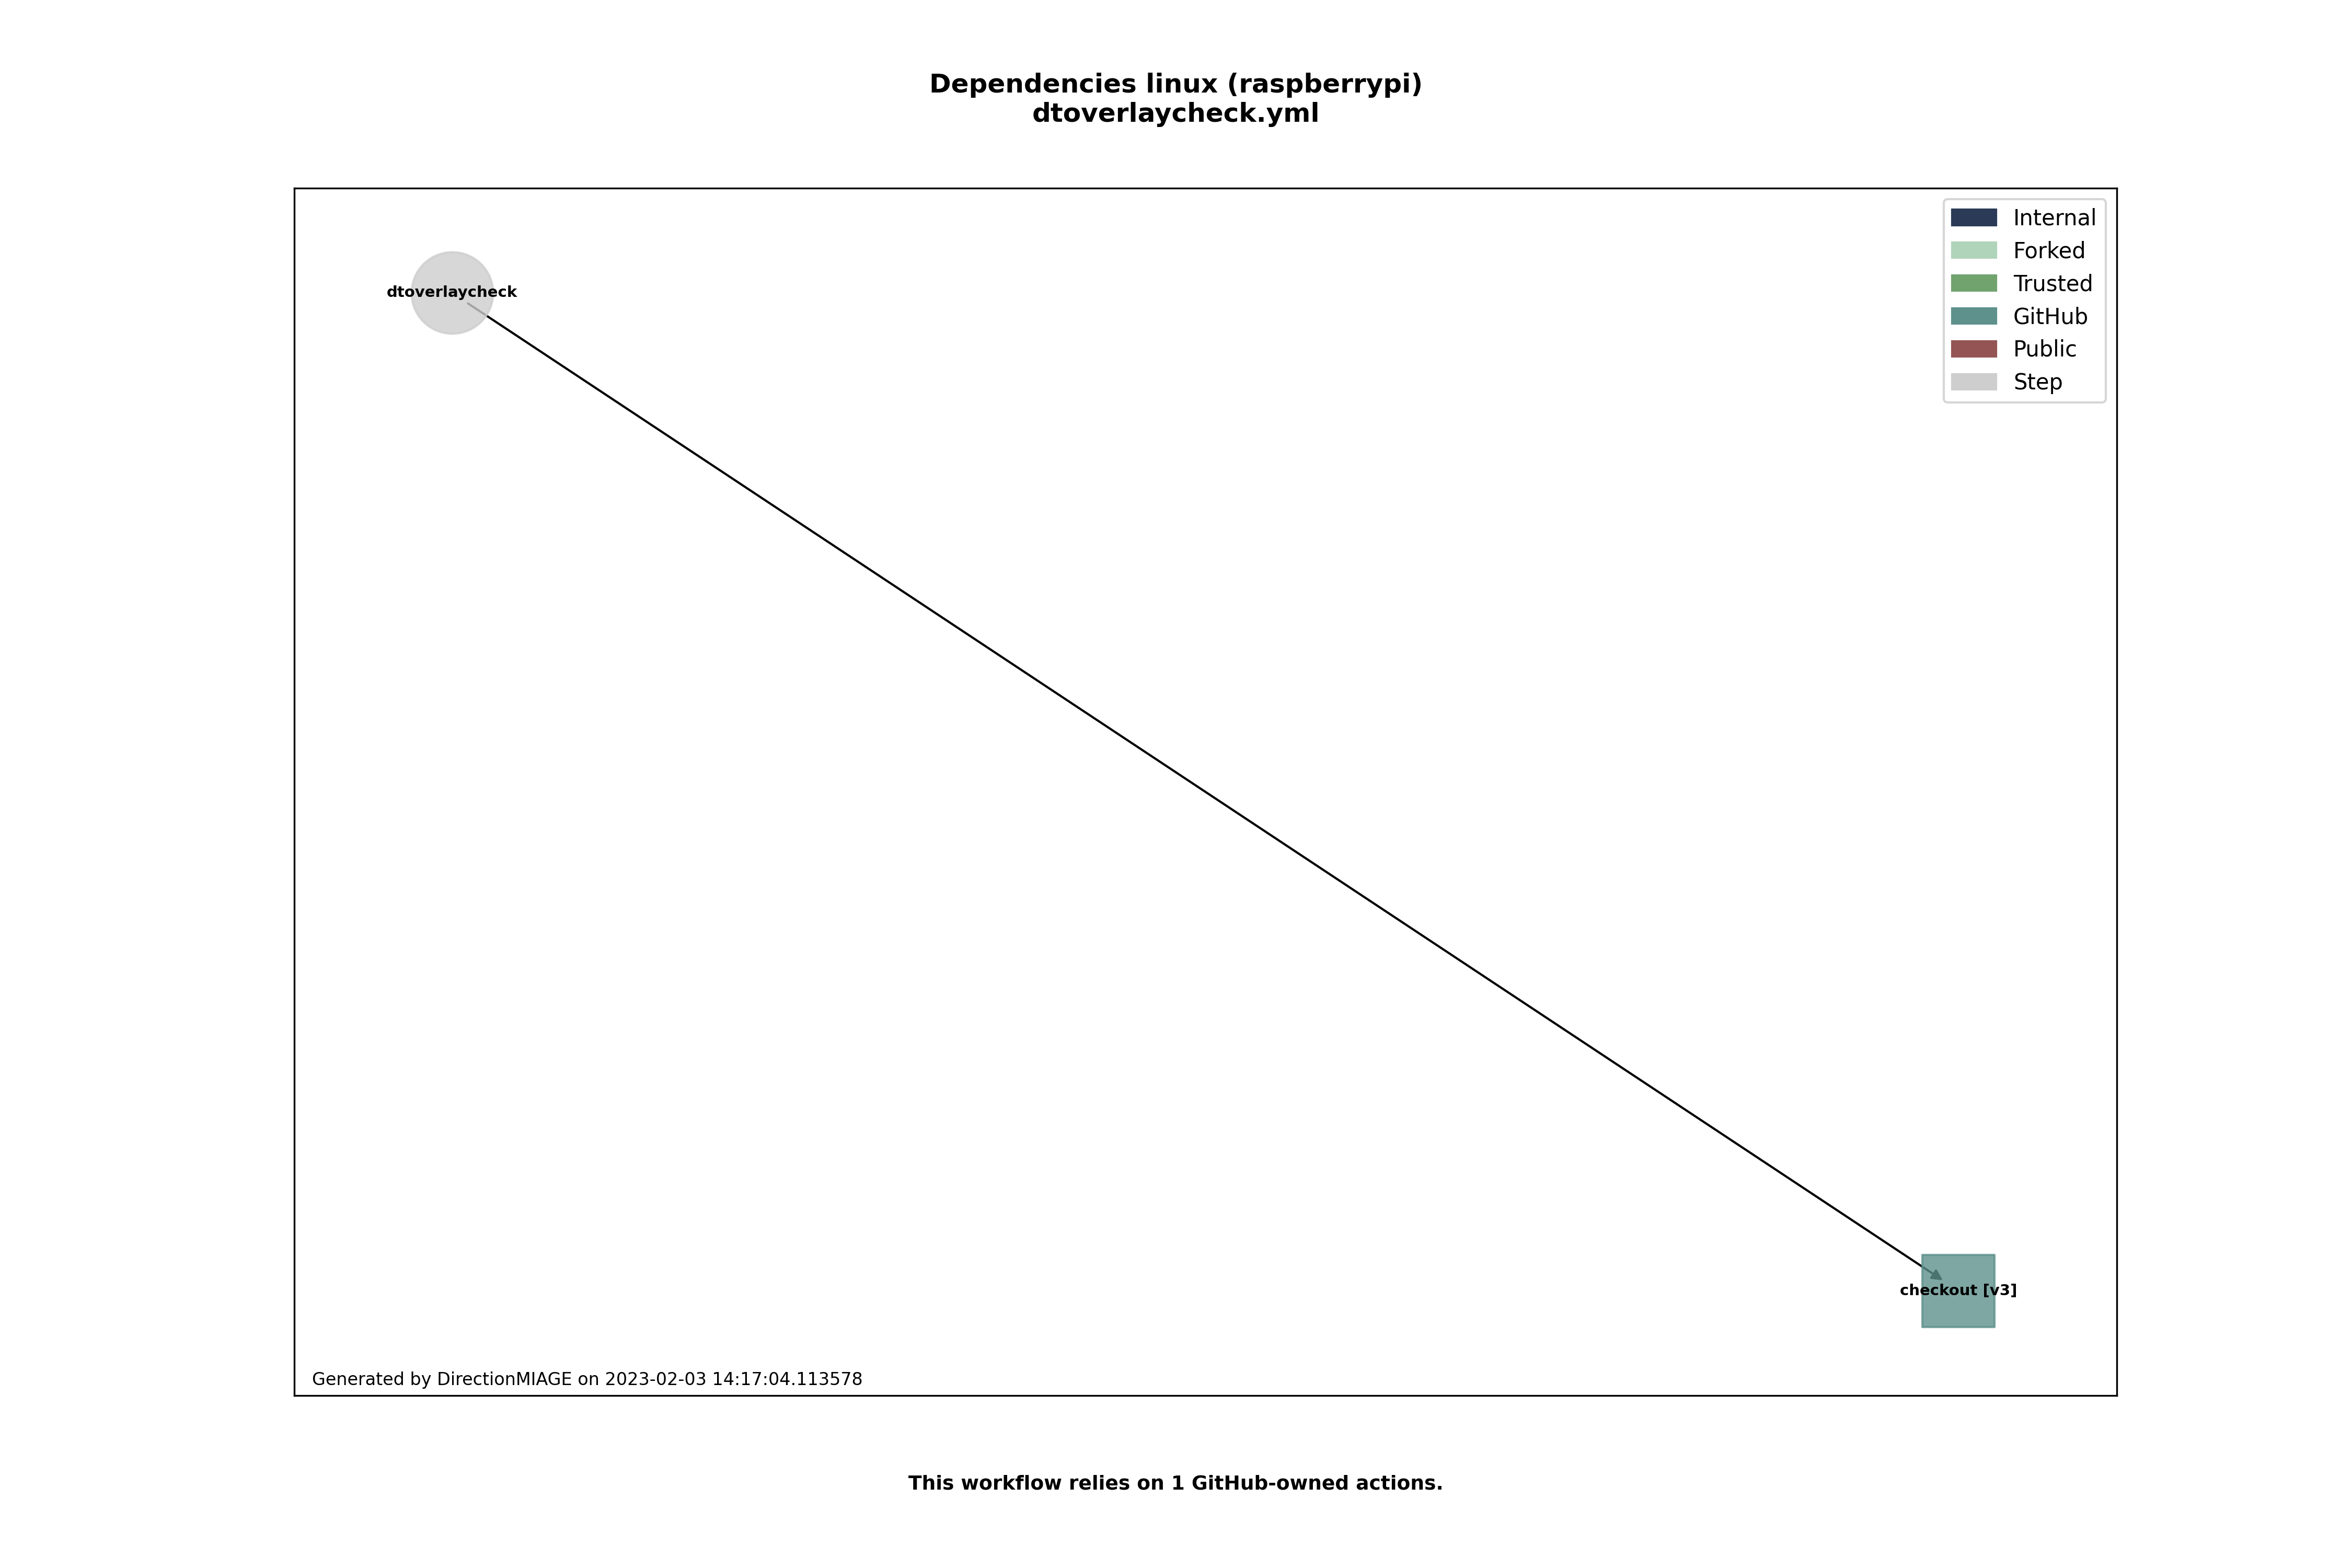 Dependencies linux (raspberrypi)
dtoverlaycheck.yml
Internal
Forked
Trusted
GitHub
Public
Step
dtoverlaycheck
checkout [v3]
Generated by DirectionMIAGE on 2023-02-03 14:17:04.113578
This workflow relies on 1 GitHub-owned actions.